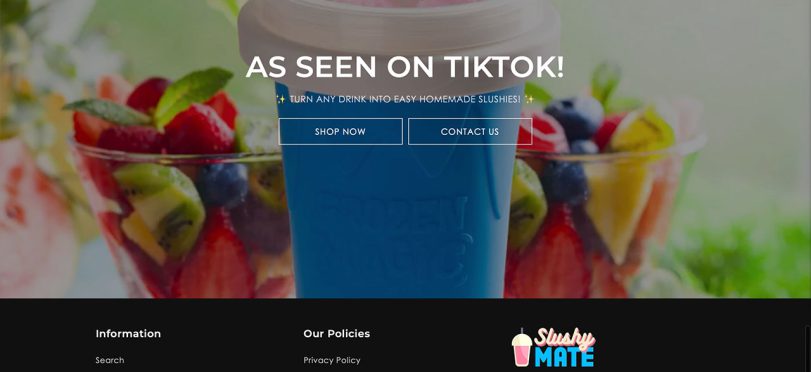 AS SEEN ON TIKTOK!
✨ TURN ANY DRINK INTO EASY HOMEMADE SLUSHIES! ✨
SHOP NOW CONTACT US
FROZEN
MAGIC
Information Our Policies Slushy
MATE
Search Privacy Policy